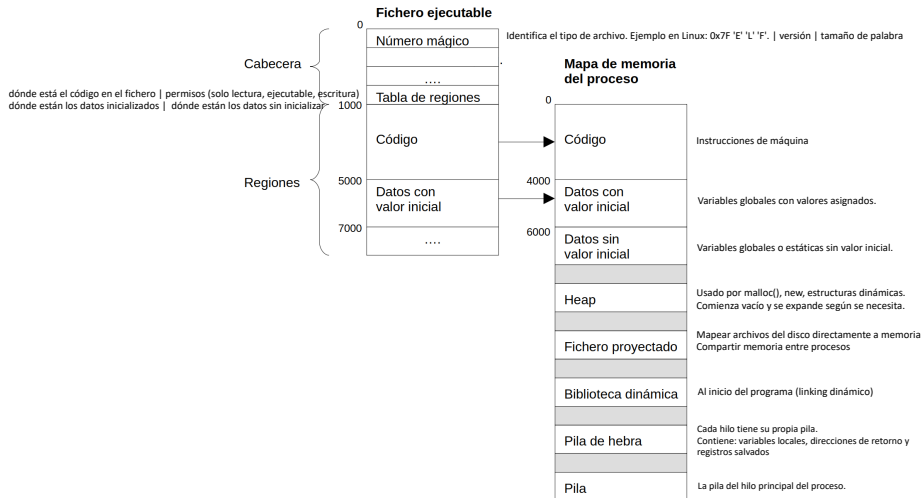 Fichero ejecutable
0
Número mágico
Identifica el tipo de archivo. Ejemplo en Linux: 0x7F 'E' 'L' 'F'. | versión | tamaño de palabra
Cabecera
.
....
dónde está el código en el fichero | permisos (solo lectura, ejecutable, escritura)
dónde están los datos inicializados | dónde están los datos sin inicializar
Tabla de regiones
1000
Código
Regiones
5000
Datos con
valor inicial
7000
....
Mapa de memoria
del proceso
0
Código
Instrucciones de máquina
4000
Datos con
valor inicial
Variables globales con valores asignados.
6000
Datos sin
valor inicial
Variables globales o estáticas sin valor inicial.
Heap
Usado por malloc(), new, estructuras dinámicas.
Comienza vacío y se expande según se necesita.
Fichero proyectado
Mapear archivos del disco directamente a memoria
Compartir memoria entre procesos
Biblioteca dinámica
Al inicio del programa (linking dinámico)
Pila de hebra
Cada hilo tiene su propia pila.
Contiene: variables locales, direcciones de retorno y
registros salvados
Pila
La pila del hilo principal del proceso.